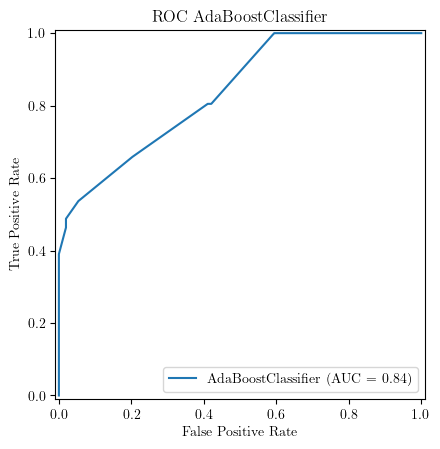 ROC AdaBoostClassifier
1.0
0.8
0.6
0.4
0.2
0.0
True Positive Rate
AdaBoostClassifier (AUC = 0.84)
0.0 0.2 0.4 0.6 0.8 1.0
False Positive Rate